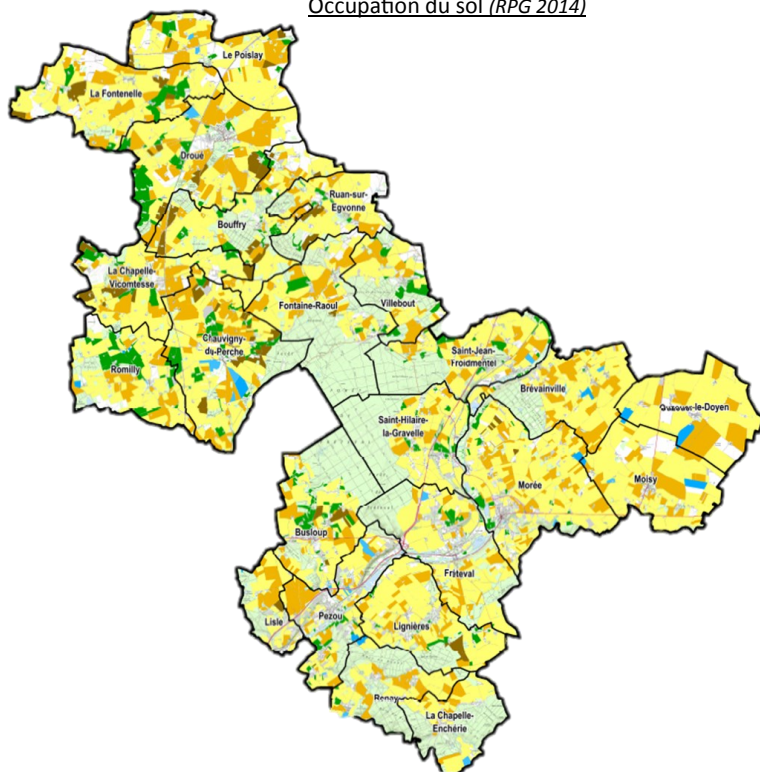 Occupation du sol (RPG 2014)
Le Poislay
La Fontenelle
Droué
Ruan-sur-
Egvonne
Bouffry
La Chapelle-
Vicomtesse
Fontaine-Raoul
Villebout
Chauvigny-
du-Perche
Romilly
Saint-Jean-
Froidmentel
Brévainville
le-Doyen
Saint-Hilaire-
la-Gravelle
Morée
Moisy
Busloup
Fréteval
Lisle
Pezou
Lignières
Renay
La Chapelle-
Enchérie